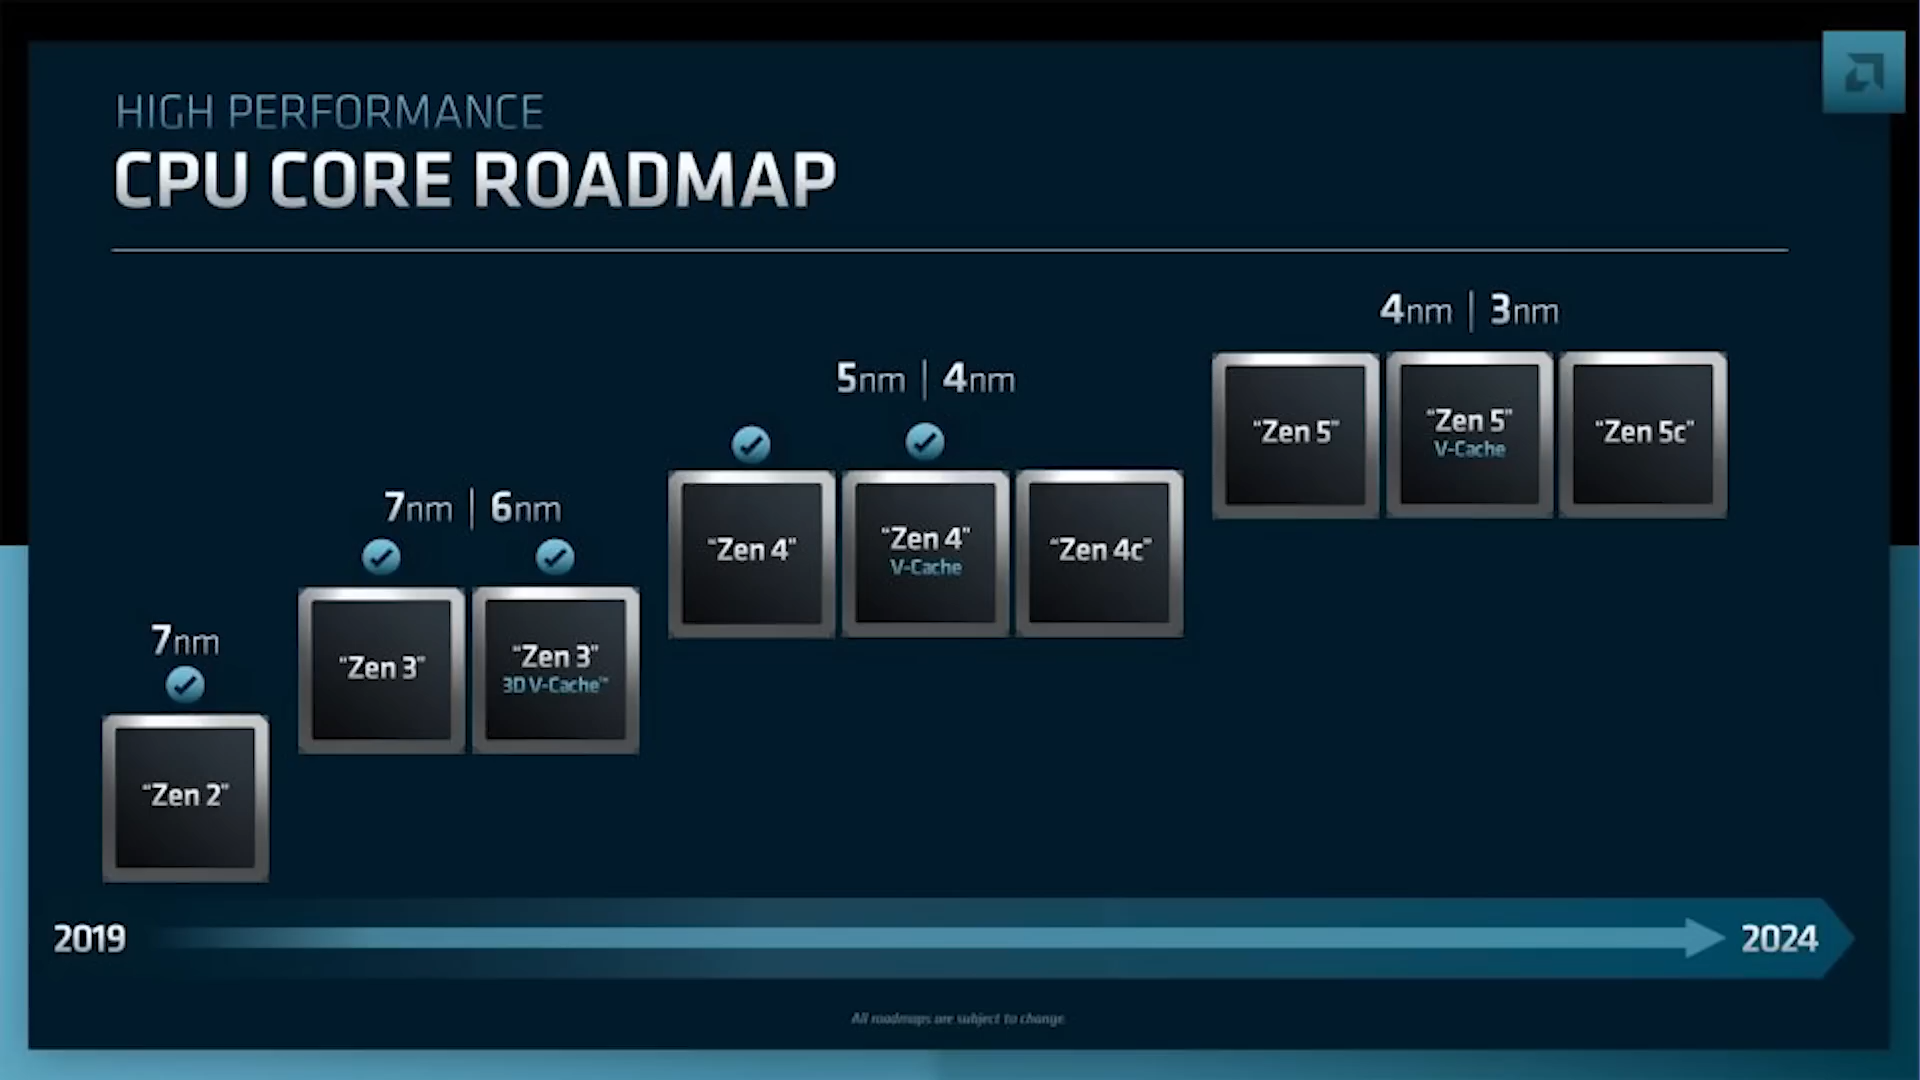 HIGH PERFORMANCE
CPU CORE ROADMAP
4nm | 3nm
"Zen 5"
"Zen 5"
V-Cache
"Zen 5c"
5nm | 4nm
"Zen 4"
"Zen 4"
V-Cache
"Zen 4c"
7nm | 6nm
"Zen 3"
"Zen 3"
3D V-Cache™
7nm
"Zen 2"
2019
2024
All roadmaps are subject to change